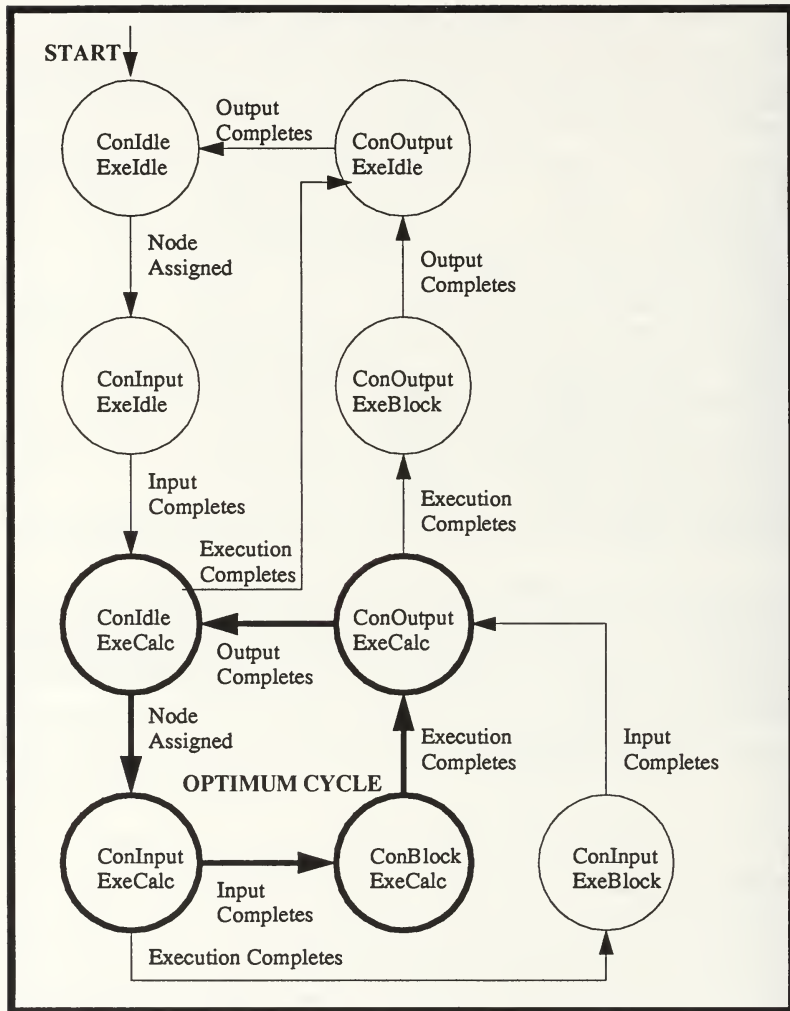 START
ConIdle
ExeIdle
Output
Completes
ConOutput
ExeIdle
Node
Assigned
Output
Completes
ConInput
ExeIdle
ConOutput
ExeBlock
Input
Completes
Execution
Completes
Execution
Completes
ConIdle
ExeCalc
Output
Completes
ConOutput
ExeCalc
Node
Assigned
Execution
Completes
Input
Completes
OPTIMUM CYCLE
ConInput
ExeCalc
Input
Completes
ConBlock
ExeCalc
ConInput
ExeBlock
Execution Completes